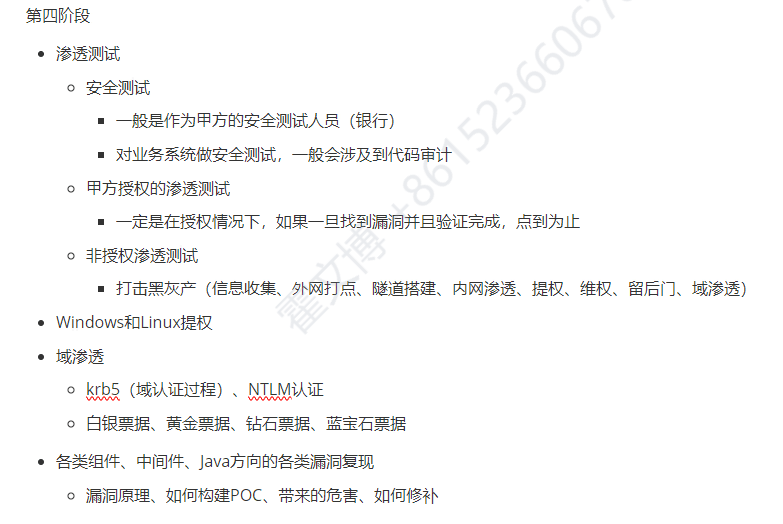 第四阶段
渗透测试
安全测试
一般是作为甲方的安全测试人员（银行）
对业务系统做安全测试，一般会涉及到代码审计
甲方授权的渗透测试
一定是在授权情况下，如果一旦找到漏洞并且验证完成，点到为止
非授权渗透测试
打击黑灰产（信息收集、外网打点、隧道搭建、内网渗透、提权、维权、留后门、域渗透）
Windows和Linux提权
域渗透
krb5（域认证过程）、NTLM认证
白银票据、黄金票据、钻石票据、蓝宝石票据
各类组件、中间件、Java方向的各类漏洞复现
漏洞原理、如何构建POC、带来的危害、如何修补
霍文博 +86152366067